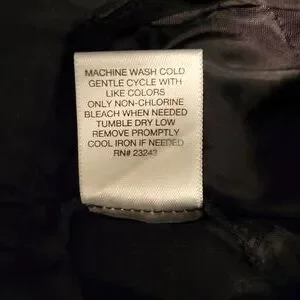 MACHINE WASH COLD
GENTLE CYCLE WITH
LIKE COLORS
ONLY NON-CHLORINE
BLEACH WHEN NEEDED
TUMBLE DRY LOW
REMOVE PROMPTLY
COOL IRON IF NEEDED
RN# 23243